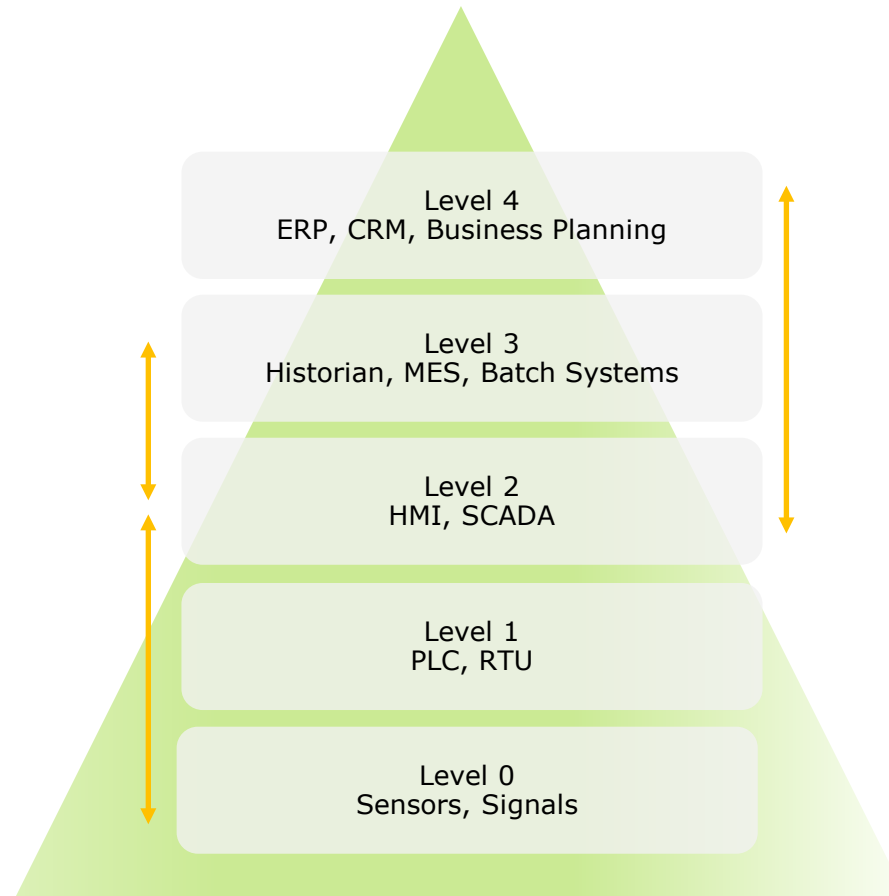 Level 4
ERP, CRM, Business Planning
Level 3
Historian, MES, Batch Systems
Level 2
HMI, SCADA
Level 1
PLC, RTU
Level 0
Sensors, Signals